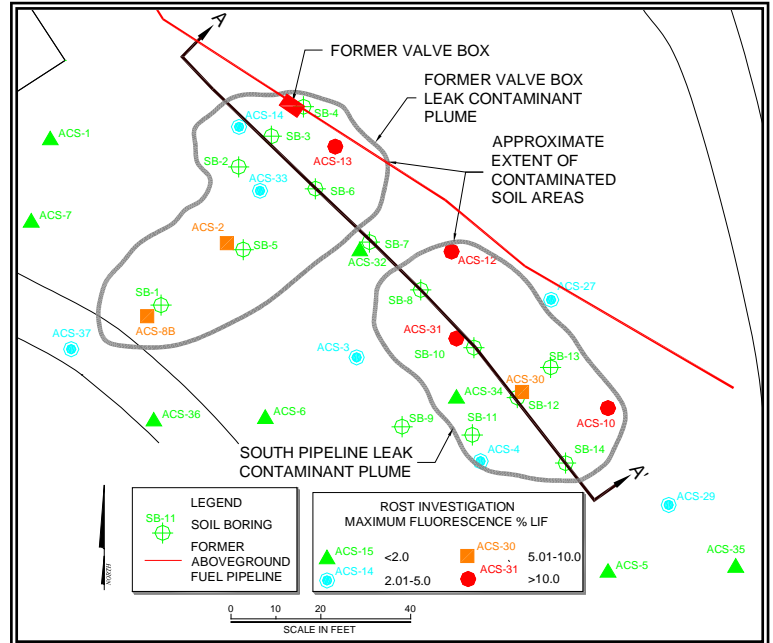 A
FORMER VALVE BOX
FORMER VALVE BOX
LEAK CONTAMINANT
PLUME
APPROXIMATE
EXTENT OF
CONTAMINATED
SOIL AREAS
ACS-1
ACS-14
SB-4
SB-3
ACS-13
SB-2
ACS-33
SB-6
ACS-7
ACS-2
SB-5
SB-7
ACS-32
ACS-12
SB-8
ACS-27
SB-1
ACS-8B
ACS-37
ACS-3
ACS-31
SB-10
SB-13
ACS-30
ACS-34
SB-12
ACS-10
ACS-36
ACS-6
SB-9
SB-11
ACS-4
SB-14
SOUTH PIPELINE LEAK
CONTAMINANT PLUME
A'
ACS-29
ACS-5
ACS-35
NORTH
LEGEND
SB-11
SOIL BORING
FORMER
ABOVEGROUND
FUEL PIPELINE
ROST INVESTIGATION
MAXIMUM FLUORESCENCE % LIF
ACS-15 <2.0
ACS-30 5.01-10.0
ACS-14 2.01-5.0
ACS-31 >10.0
0 10 20 40
SCALE IN FEET